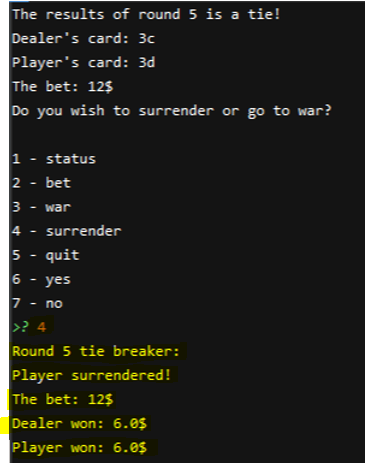 The results of round 5 is a tie!
Dealer's card: 3c
Player's card: 3d
The bet: 12$
Do you wish to surrender or go to war?
1 - status
2 - bet
3 - war
4 - surrender
5 - quit
6 - yes
7 - no
>? 4
Round 5 tie breaker:
Player surrendered!
The bet: 12$
Dealer won: 6.0$
Player won: 6.0$